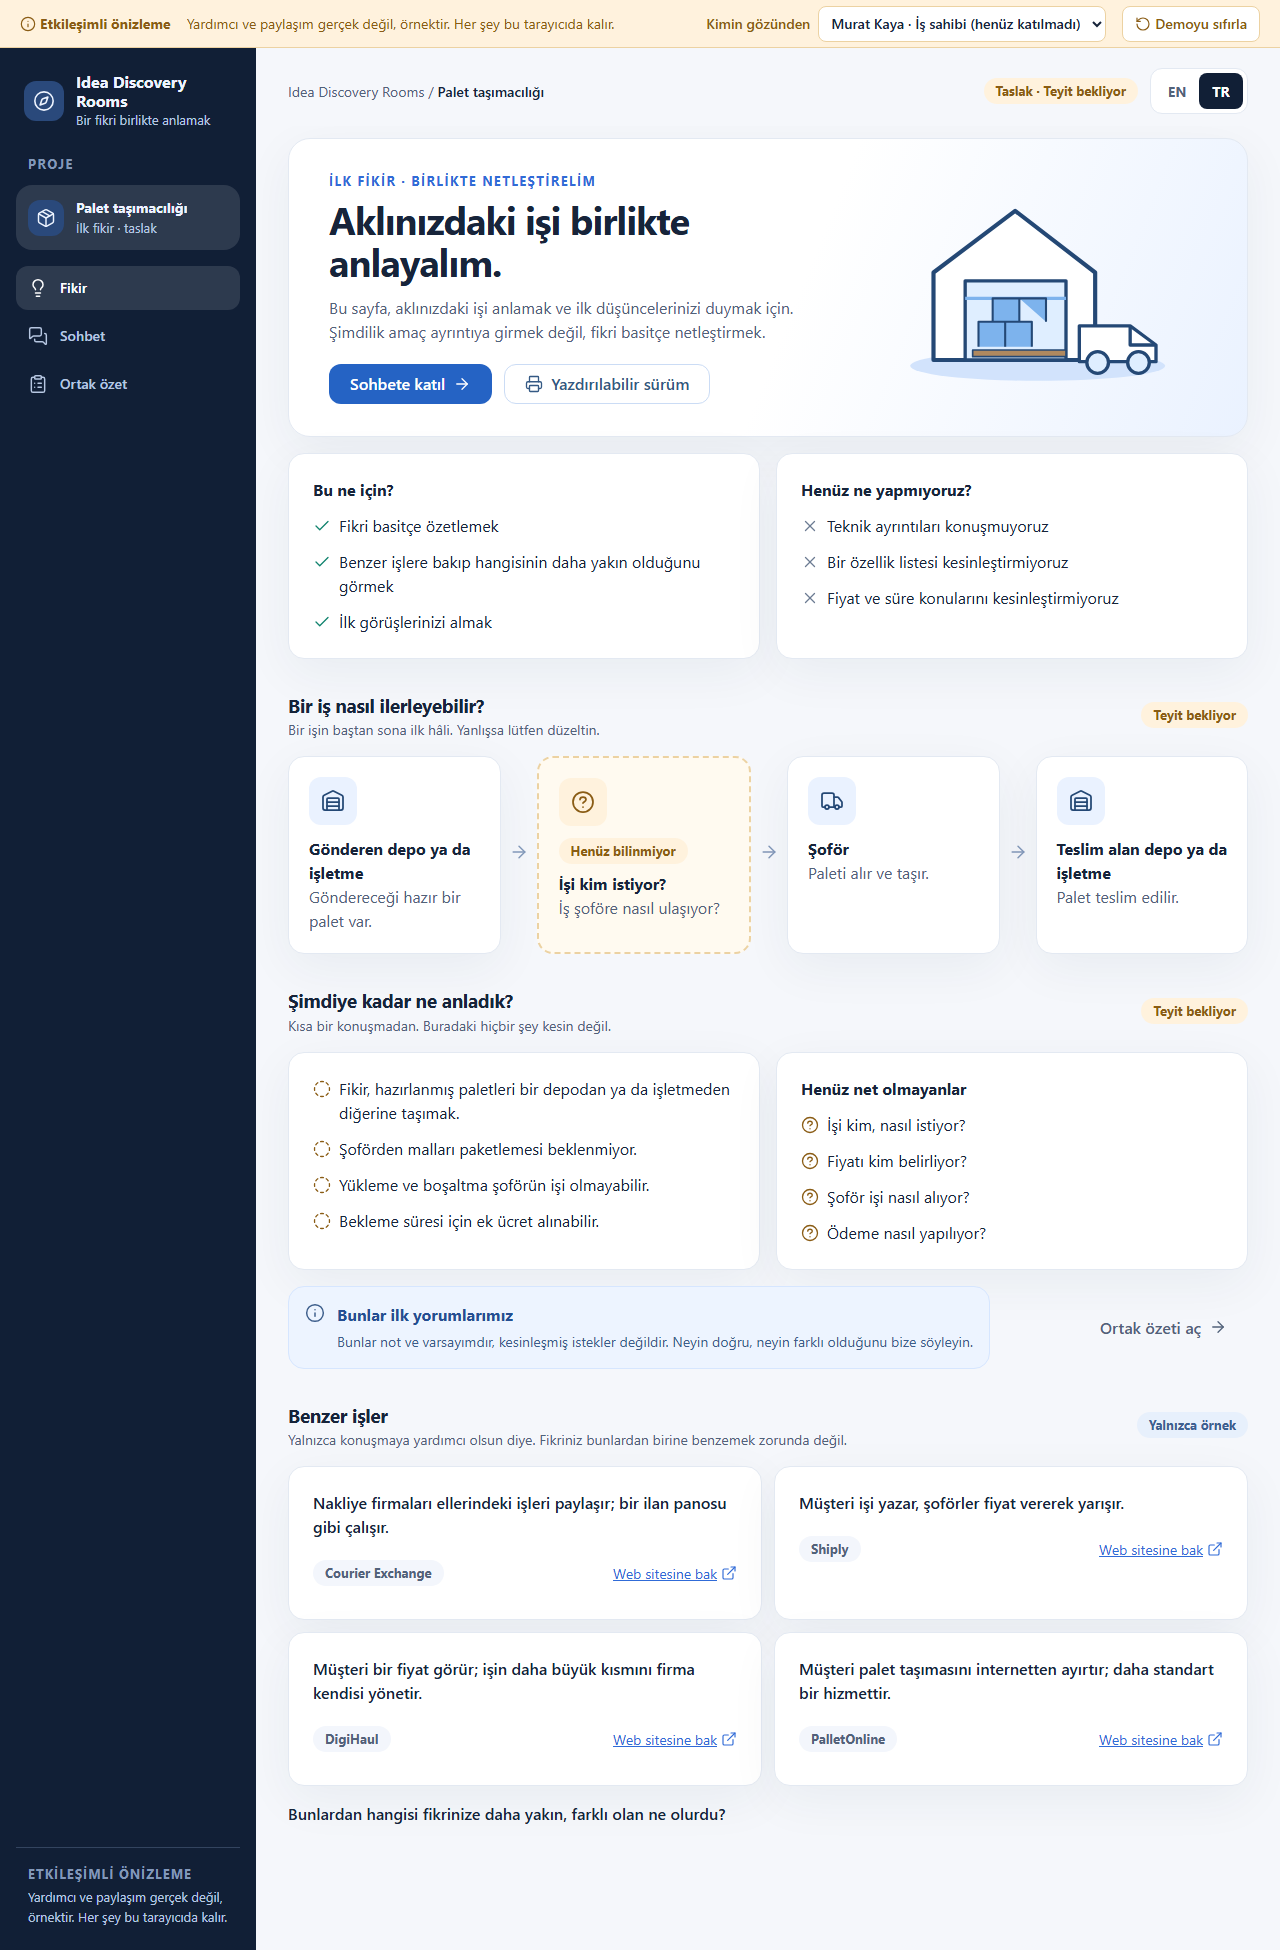 Etkileşimli önizleme
Yardımcı ve paylaşım gerçek değil, örnektir. Her şey bu tarayıcıda kalır.
Kimin gözünden
Murat Kaya · İş sahibi (henüz katılmadı)
Demoyu sıfırla
Idea Discovery
Rooms
Bir fikri birlikte anlamak
PROJE
Palet taşımacılığı
İlk fikir · taslak
Fikir
Sohbet
Ortak özet
ETKİLEŞİMLİ ÖNİZLEME
Yardımcı ve paylaşım gerçek değil,
örnektir. Her şey bu tarayıcıda kalır.
Idea Discovery Rooms / Palet taşımacılığı
Taslak · Teyit bekliyor
EN
TR
İLK FİKİR · BİRLİKTE NETLEŞTİRELİM
Aklınızdaki işi birlikte
anlayalım.
Bu sayfa, aklınızdaki işi anlamak ve ilk düşüncelerinizi duymak için.
Şimdilik amaç ayrıntıya girmek değil, fikri basitçe netleştirmek.
Sohbete katıl
Yazdırılabilir sürüm
Bu ne için?
Fikri basitçe özetlemek
Benzer işlere bakıp hangisinin daha yakın olduğunu
görmek
İlk görüşlerinizi almak
Henüz ne yapmıyoruz?
Teknik ayrıntıları konuşmuyoruz
Bir özellik listesi kesinleştirmiyoruz
Fiyat ve süre konularını kesinleştirmiyoruz
Bir iş nasıl ilerleyebilir?
Bir işin baştan sona ilk hâli. Yanlışsa lütfen düzeltin.
Teyit bekliyor
Gönderen depo ya da
işletme
Göndereceği hazır bir
palet var.
Henüz bilinmiyor
İşi kim istiyor?
İş şoföre nasıl ulaşıyor?
Şoför
Paleti alır ve taşır.
Teslim alan depo ya da
işletme
Palet teslim edilir.
Şimdiye kadar ne anladık?
Kısa bir konuşmadan. Buradaki hiçbir şey kesin değil.
Teyit bekliyor
Fikir, hazırlanmış paletleri bir depodan ya da işletmeden
diğerine taşımak.
Şoförden malları paketlemesi beklenmiyor.
Yükleme ve boşaltma şoförün işi olmayabilir.
Bekleme süresi için ek ücret alınabilir.
Henüz net olmayanlar
İşi kim, nasıl istiyor?
Fiyatı kim belirliyor?
Şoför işi nasıl alıyor?
Ödeme nasıl yapılıyor?
Bunlar ilk yorumlarımız
Bunlar not ve varsayımdır, kesinleşmiş istekler değildir. Neyin doğru, neyin farklı olduğunu bize söyleyin.
Ortak özeti aç
Benzer işler
Yalnızca konuşmaya yardımcı olsun diye. Fikriniz bunlardan birine benzemek zorunda değil.
Yalnızca örnek
Nakliye firmaları ellerindeki işleri paylaşır; bir ilan panosu
gibi çalışır.
Courier Exchange
Web sitesine bak
Müşteri işi yazar, şoförler fiyat vererek yarışır.
Shiply
Web sitesine bak
Müşteri bir fiyat görür; işin daha büyük kısmını firma
kendisi yönetir.
DigiHaul
Web sitesine bak
Müşteri palet taşımasını internetten ayırtır; daha standart
bir hizmettir.
PalletOnline
Web sitesine bak
Bunlardan hangisi fikrinize daha yakın, farklı olan ne olurdu?